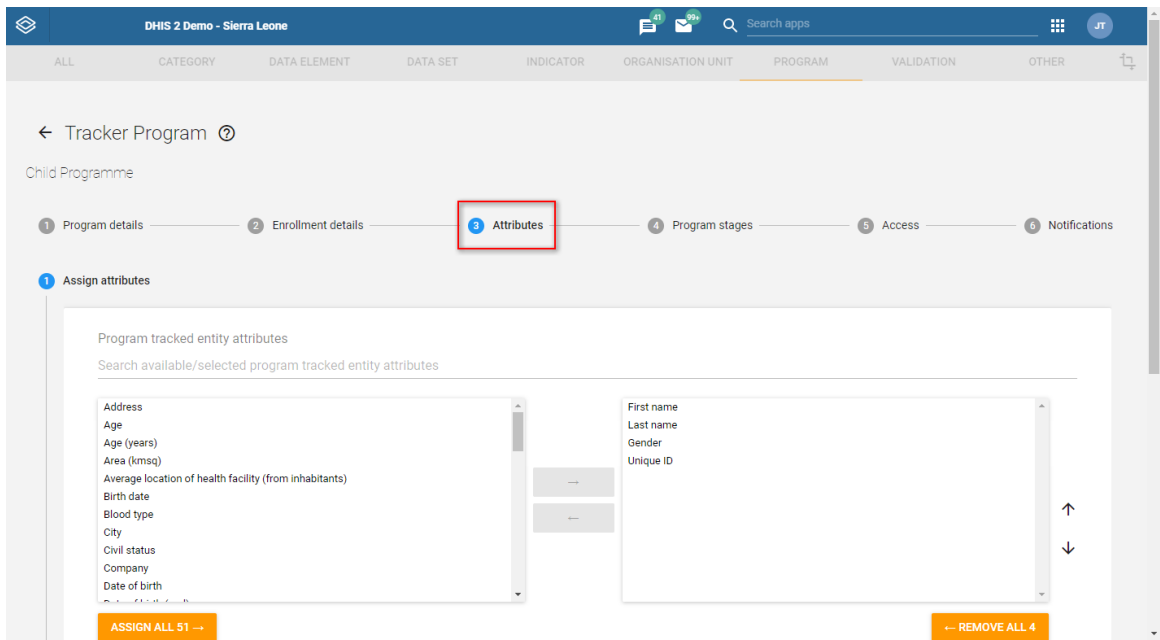 DHIS 2 Demo - Sierra Leone
41
99+
Search apps
JT
ALL CATEGORY DATA ELEMENT DATA SET INDICATOR ORGANISATION UNIT PROGRAM VALIDATION OTHER
Tracker Program
Child Programme
1 Program details 2 Enrollment details 3 Attributes 4 Program stages 5 Access 6 Notifications
1 Assign attributes
Program tracked entity attributes
Search available/selected program tracked entity attributes
Address
Age
Age (years)
Area (kmsq)
Average location of health facility (from inhabitants)
Birth date
Blood type
City
Civil status
Company
Date of birth
First name
Last name
Gender
Unique ID
→
←
ASSIGN ALL 51 →
← REMOVE ALL 4